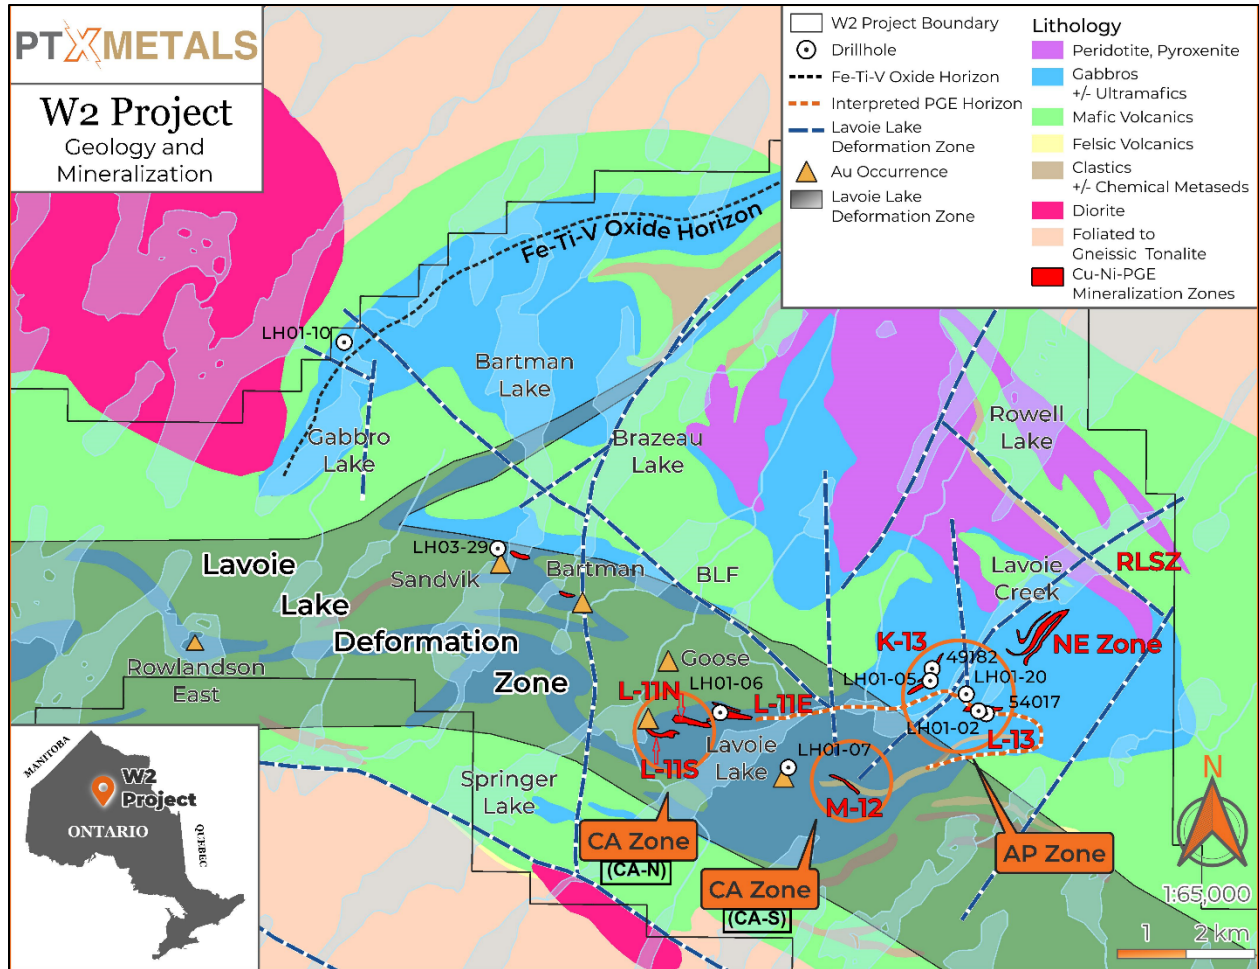 PTXMETALS
W2 Project
Geology and
Mineralization
W2 Project Boundary
Drillhole
Fe-Ti-V Oxide Horizon
Interpreted PGE Horizon
Lavoie Lake
Deformation Zone
Au Occurrence
Lavoie Lake
Deformation Zone
Lithology
Peridotite, Pyroxenite
Gabbros
+/- Ultramafics
Mafic Volcanics
Felsic Volcanics
Clastics
+/- Chemical Metaseds
Diorite
Foliated to
Gneissic Tonalite
Cu-Ni-PGE
Mineralization Zones
Fe-Ti-V Oxide Horizon
LH01-10
Bartman
Lake
Gabbro
Lake
Brazeau
Lake
Rowell
Lake
LH03-29
Sandvik
Bartman
BLF
Lavoie
Creek
RLSZ
Lavoie
Lake
Deformation
Zone
Rowlandson
East
Goose
LH01-06
L-11N
L-11E
L-11S
Lavoie
Lake
LH01-07
M-12
K-13
49182
LH01-05
LH01-20
54017
LH01-02
L-13
NE Zone
Springer
Lake
CA Zone
(CA-N)
CA Zone
(CA-S)
AP Zone
MANITOBA
W2
Project
ONTARIO
QUEBEC
N
1:65,000
1 2 km